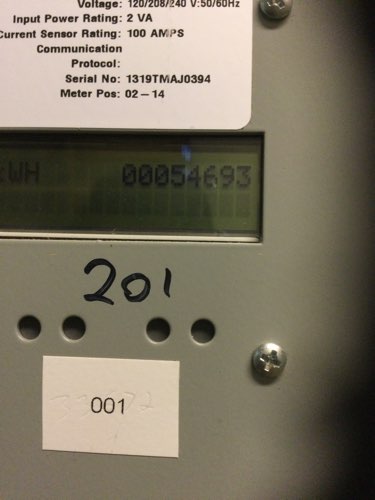 Voltage: 120/208/240 V:50/60Hz
Input Power Rating: 2 VA
Current Sensor Rating: 100 AMPS
Communication
Protocol:
Serial No: 1319TMAJ0394
Meter Pos: 02-14
KWH 00054693
201
001